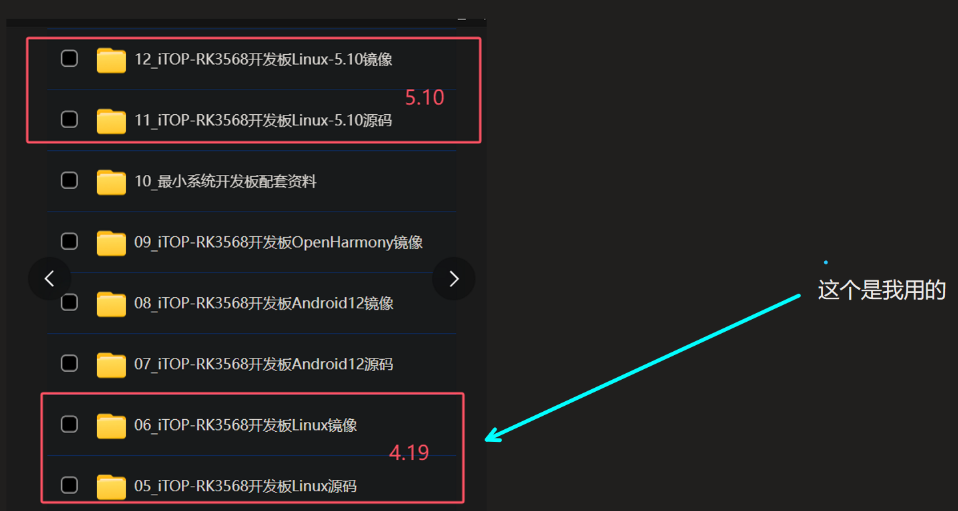 12_iTOP-RK3568开发板Linux-5.10镜像
5.10
11_iTOP-RK3568开发板Linux-5.10源码
10_最小系统开发板配套资料
09_iTOP-RK3568开发板OpenHarmony镜像
这个是我用的
08_iTOP-RK3568开发板Android12镜像
07_iTOP-RK3568开发板Android12源码
06_iTOP-RK3568开发板Linux镜像
4.19
05_iTOP-RK3568开发板Linux源码